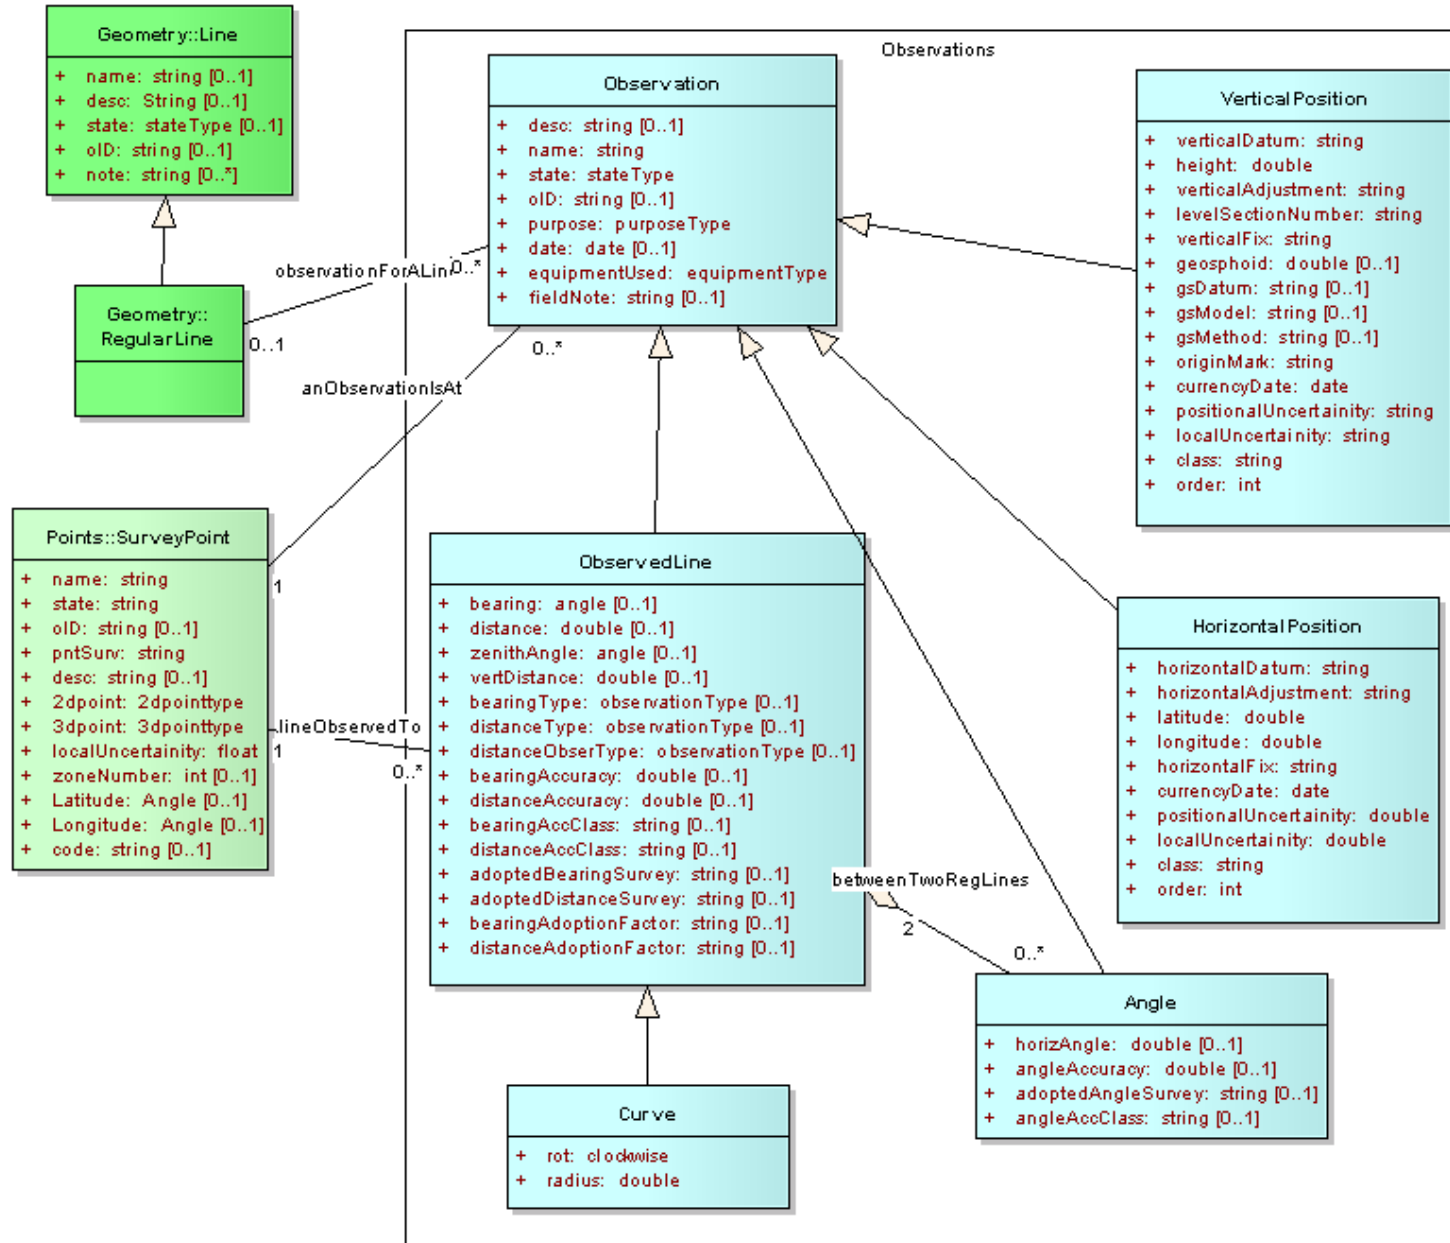 Geometry::Line
+ name: string [0..1]
+ desc: String [0..1]
+ state: stateType [0..1]
+ oID: string [0..1]
+ note: string [0..*]
Observations
Observation
+ desc: string [0..1]
+ name: string
+ state: stateType
+ oID: string [0..1]
+ purpose: purposeType
+ date: date [0..1]
+ equipmentUsed: equipmentType
+ fieldNote: string [0..1]
VerticalPosition
+ verticalDatum: string
+ height: double
+ verticalAdjustment: string
+ levelSectionNumber: string
+ verticalFix: string
+ geosphoid: double [0..1]
+ gsDatum: string [0..1]
+ gsModel: string [0..1]
+ gsMethod: string [0..1]
+ originMark: string
+ currencyDate: date
+ positionalUncertainity: string
+ localUncertainity: string
+ class: string
+ order: int
observationForALin
0..*
Geometry::
RegularLine
0..1
0..*
anObservationIsAt
Points::SurveyPoint
+ name: string
+ state: string
+ oID: string [0..1]
+ pntSurv: string
+ desc: string [0..1]
+ 2dpoint: 2dpointtype
+ 3dpoint: 3dpointtype
+ localUncertainity: float
+ zoneNumber: int [0..1]
+ Latitude: Angle [0..1]
+ Longitude: Angle [0..1]
+ code: string [0..1]
1
lineObservedTo
1
0..*
ObservedLine
+ bearing: angle [0..1]
+ distance: double [0..1]
+ zenithAngle: angle [0..1]
+ vertDistance: double [0..1]
+ bearingType: observationType [0..1]
+ distanceType: observationType [0..1]
+ distanceObserType: observationType [0..1]
+ bearingAccuracy: double [0..1]
+ distanceAccuracy: double [0..1]
+ bearingAccClass: string [0..1]
+ distanceAccClass: string [0..1]
+ adoptedBearingSurvey: string [0..1]
+ adoptedDistanceSurvey: string [0..1]
+ bearingAdoptionFactor: string [0..1]
+ distanceAdoptionFactor: string [0..1]
HorizontalPosition
+ horizontalDatum: string
+ horizontalAdjustment: string
+ latitude: double
+ longitude: double
+ horizontalFix: string
+ currencyDate: date
+ positionalUncertainity: double
+ localUncertainity: double
+ class: string
+ order: int
betweenTwoRegLines
2
0..*
Angle
+ horizAngle: double [0..1]
+ angleAccuracy: double [0..1]
+ adoptedAngleSurvey: string [0..1]
+ angleAccClass: string [0..1]
Curve
+ rot: clockwise
+ radius: double